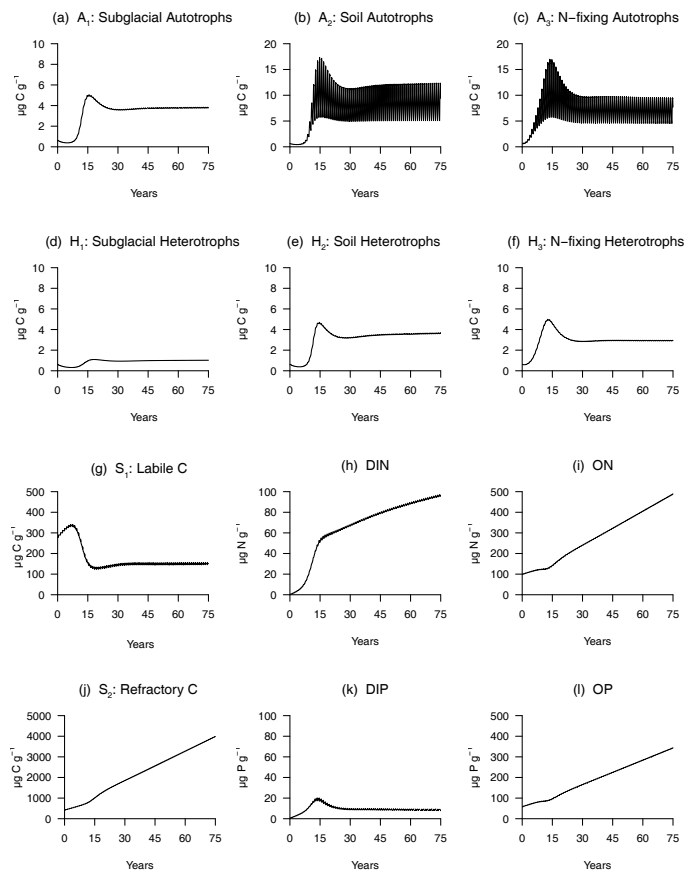 (a) A₁: Subglacial Autotrophs
µg C g⁻¹
10
8
6
4
2
0
0 15 30 45 60 75
Years
(b) A₂: Soil Autotrophs
µg C g⁻¹
20
15
10
5
0
0 15 30 45 60 75
Years
(c) A₃: N−fixing Autotrophs
µg C g⁻¹
20
15
10
5
0
0 15 30 45 60 75
Years
(d) H₁: Subglacial Heterotrophs
µg C g⁻¹
10
8
6
4
2
0
0 15 30 45 60 75
Years
(e) H₂: Soil Heterotrophs
µg C g⁻¹
10
8
6
4
2
0
0 15 30 45 60 75
Years
(f) H₃: N−fixing Heterotrophs
µg C g⁻¹
10
8
6
4
2
0
0 15 30 45 60 75
Years
(g) S₁: Labile C
µg C g⁻¹
500
400
300
200
100
0
0 15 30 45 60 75
Years
(h) DIN
µg N g⁻¹
100
80
60
40
20
0
0 15 30 45 60 75
Years
(i) ON
µg N g⁻¹
500
400
300
200
100
0
0 15 30 45 60 75
Years
(j) S₂: Refractory C
µg C g⁻¹
5000
4000
3000
2000
1000
0
0 15 30 45 60 75
Years
(k) DIP
µg P g⁻¹
100
80
60
40
20
0
0 15 30 45 60 75
Years
(l) OP
µg P g⁻¹
500
400
300
200
100
0
0 15 30 45 60 75
Years